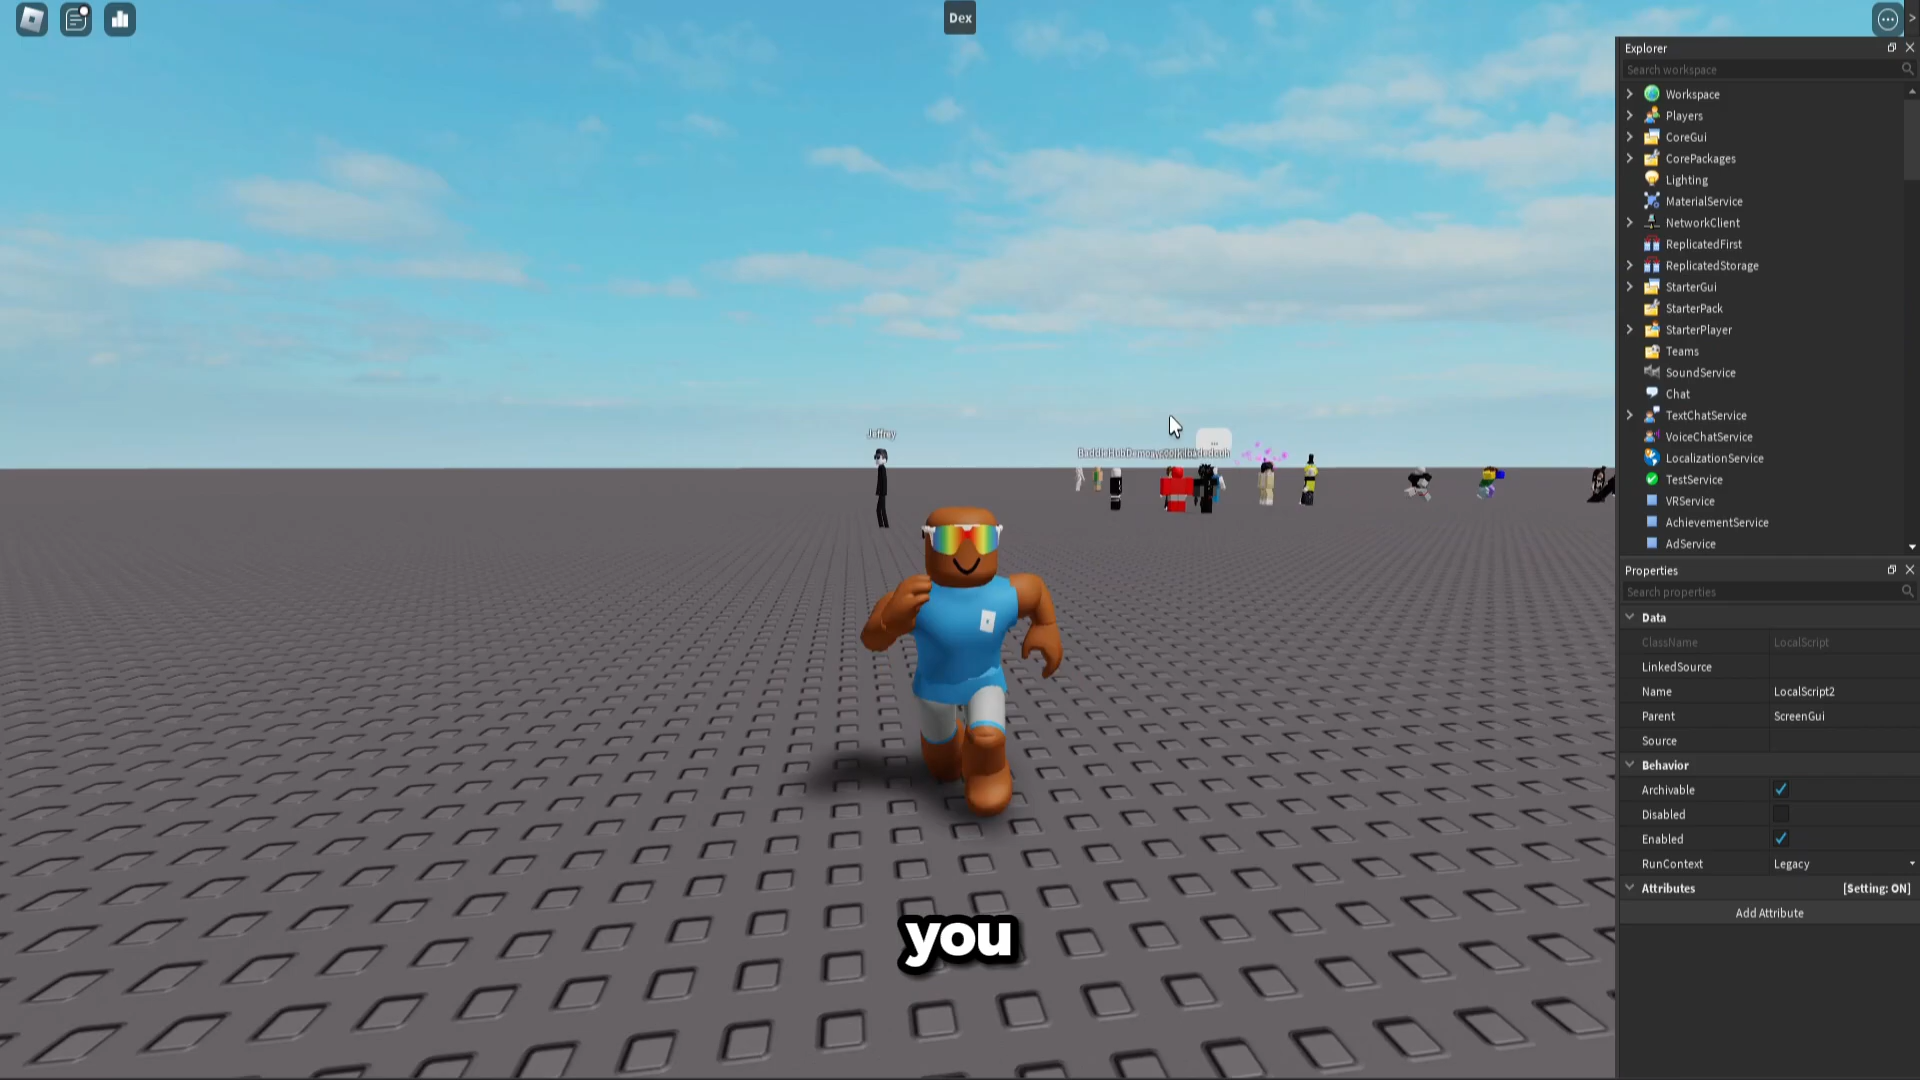 Dex
Explorer
Search workspace
Workspace
Players
CoreGui
CorePackages
Lighting
MaterialService
NetworkClient
ReplicatedFirst
ReplicatedStorage
StarterGui
StarterPack
StarterPlayer
Teams
SoundService
Chat
TextChatService
VoiceChatService
LocalizationService
TestService
VRService
AchievementService
AdService
Properties
Search properties
Data
ClassName LocalScript
LinkedSource
Name LocalScript2
Parent ScreenGui
Source
Behavior
Archivable
Disabled
Enabled
RunContext Legacy
Attributes [Setting: ON]
Add Attribute
Jeffrey
...
you